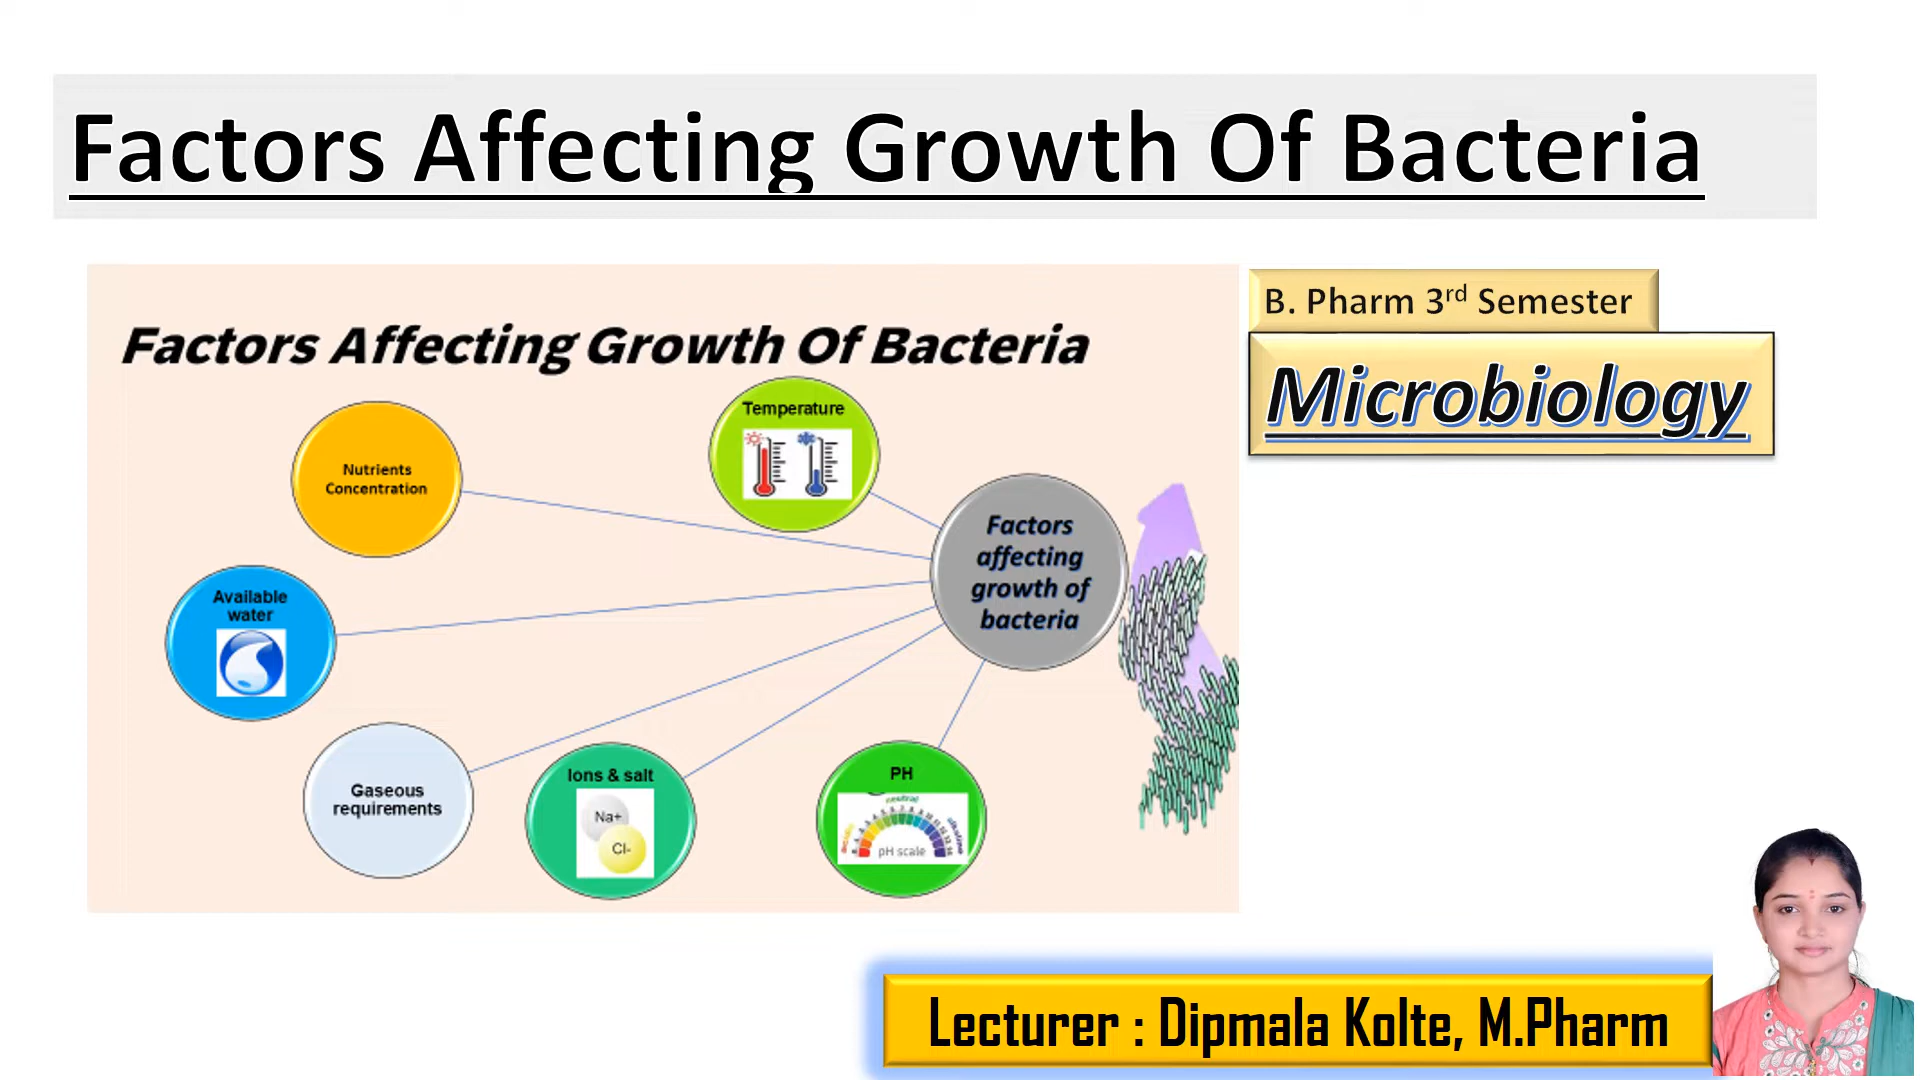 Factors Affecting Growth Of Bacteria
B. Pharm 3rd Semester
Microbiology
Factors Affecting Growth Of Bacteria
Temperature
Nutrients
Concentration
Factors
affecting
growth of
bacteria
Available
water
Gaseous
requirements
Ions & salt
Na+
Cl-
PH
neutral
pH scale
Lecturer : Dipmala Kolte, M.Pharm